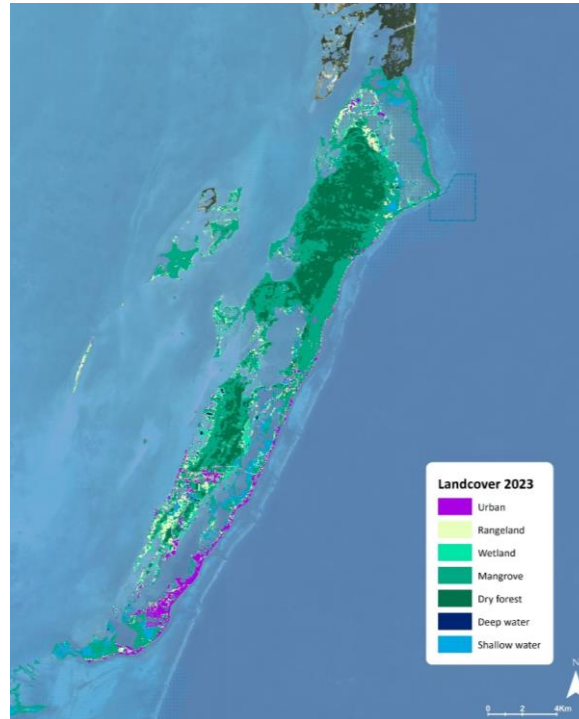 Landcover 2023
Urban
Rangeland
Wetland
Mangrove
Dry forest
Deep water
Shallow water
N
0 2 4Km